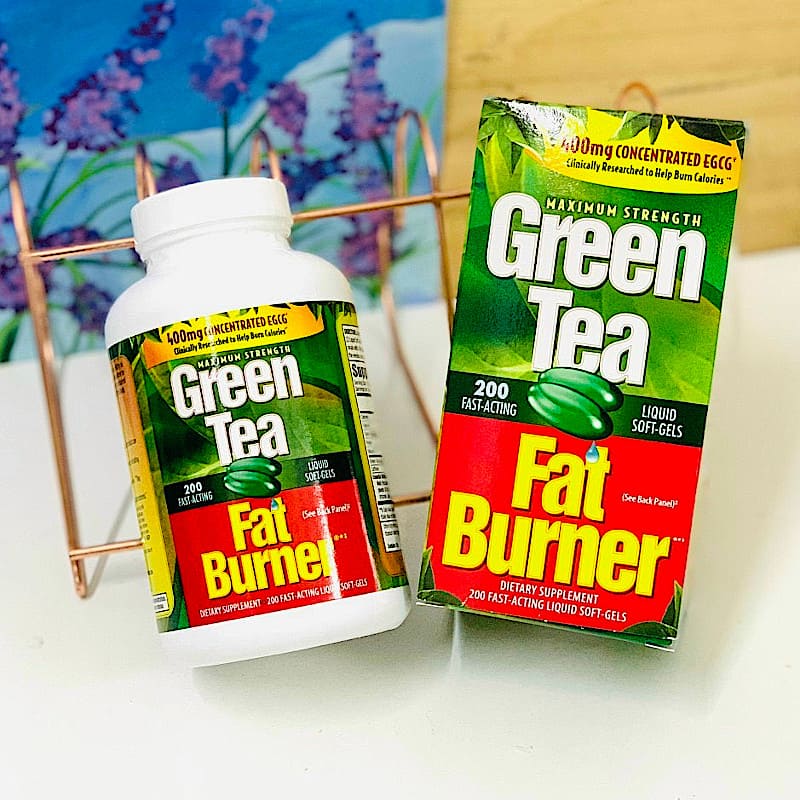 400mg CONCENTRATED EGCG
Clinically Researched to Help Burn Calories
MAXIMUM STRENGTH
Green
Tea
200
FAST-ACTING
LIQUID
SOFT-GELS
Fat
(See Back Panel)‡
Burner
DIETARY SUPPLEMENT 200 FAST-ACTING LIQUID SOFT-GELS
400mg CONCENTRATED EGCG
Clinically Researched to Help Burn Calories **
MAXIMUM STRENGTH
Green
Tea
200
FAST-ACTING
LIQUID
SOFT-GELS
Fat
(See Back Panel)‡
Burner
DIETARY SUPPLEMENT
200 FAST-ACTING LIQUID SOFT-GELS